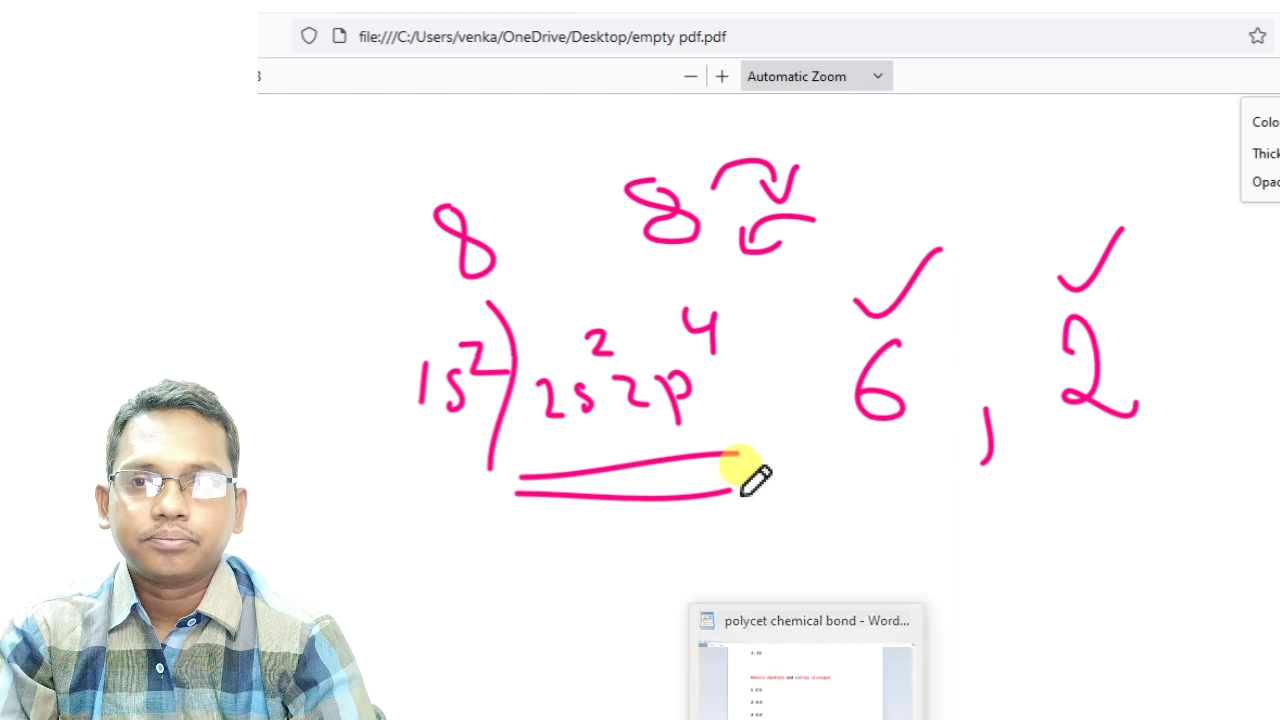 file:///C:/Users/venka/OneDrive/Desktop/empty pdf.pdf
Automatic Zoom
Colo
Thick
Opac
8
8
1s² 2s² 2p⁴
6 , 2
polycet chemical bond - Word...